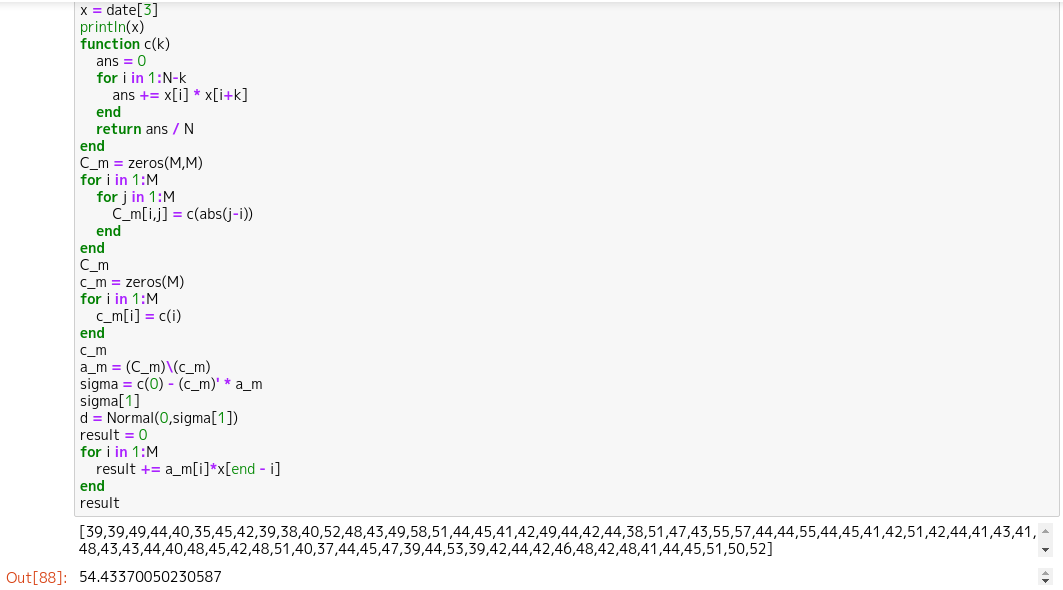 x = date[3]
println(x)
function c(k)
    ans = 0
    for i in 1:N-k
        ans += x[i] * x[i+k]
    end
    return ans / N
end
C_m = zeros(M,M)
for i in 1:M
    for j in 1:M
        C_m[i,j] = c(abs(j-i))
    end
end
C_m
c_m = zeros(M)
for i in 1:M
    c_m[i] = c(i)
end
c_m
a_m = (C_m)\(c_m)
sigma = c(0) - (c_m)' * a_m
sigma[1]
d = Normal(0,sigma[1])
result = 0
for i in 1:M
    result += a_m[i]*x[end - i]
end
result
[39,39,49,44,40,35,45,42,39,38,40,52,48,43,49,58,51,44,45,41,42,49,44,42,44,38,51,47,43,55,57,44,44,55,44,45,41,42,51,42,44,41,43,41,
48,43,43,44,40,48,45,42,48,51,40,37,44,45,47,39,44,53,39,42,44,42,46,48,42,48,41,44,45,51,50,52]
Out[88]: 54.43370050230587